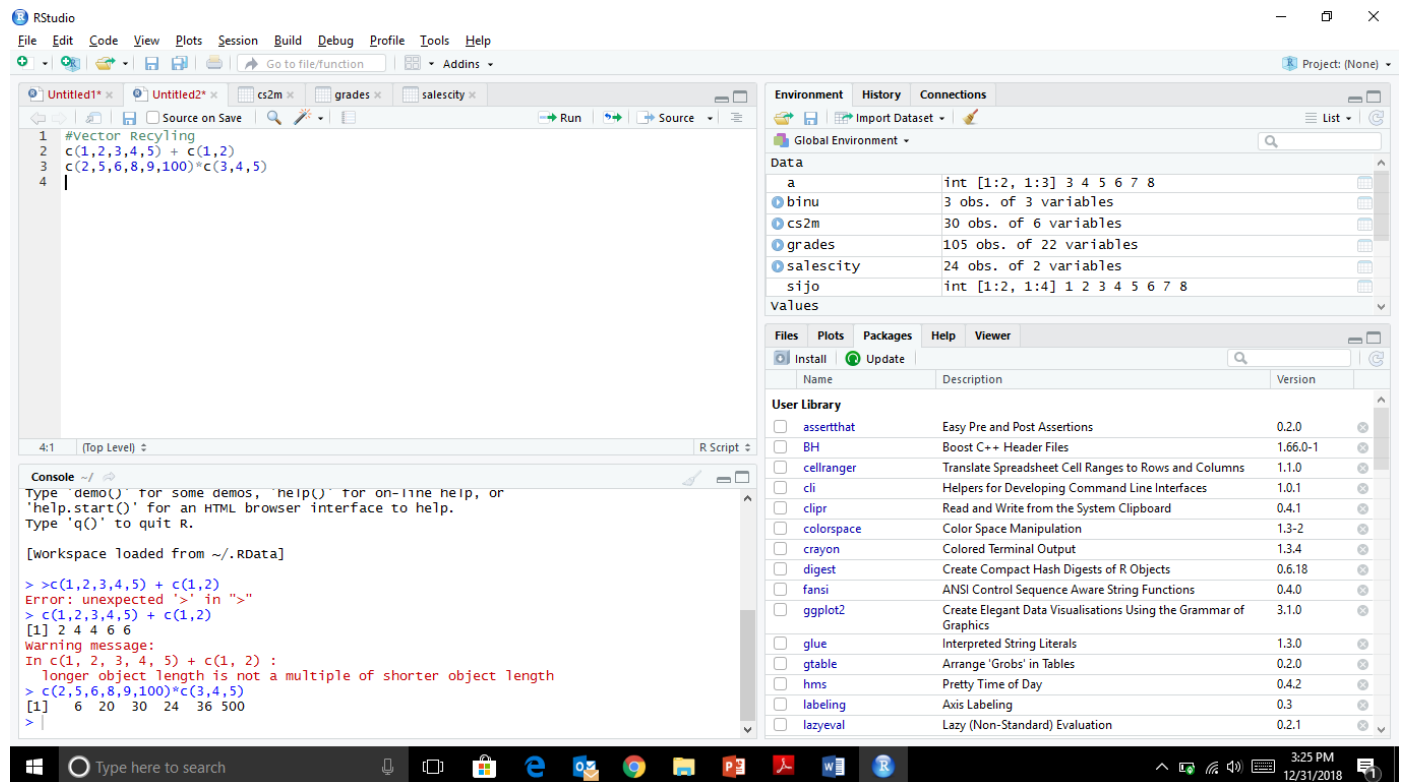 RStudio
File Edit Code View Plots Session Build Debug Profile Tools Help
Go to file/function Addins Project: (None)
Untitled1* Untitled2* cs2m grades salescity
Source on Save Run Source
1 #Vector Recyling
2 c(1,2,3,4,5) + c(1,2)
3 c(2,5,6,8,9,100)*c(3,4,5)
4
4:1 (Top Level) R Script
Console ~/
Type 'demo()' for some demos, 'help()' for on-line help, or
'help.start()' for an HTML browser interface to help.
Type 'q()' to quit R.
[Workspace loaded from ~/.RData]
> >c(1,2,3,4,5) + c(1,2)
Error: unexpected '>' in ">"
> c(1,2,3,4,5) + c(1,2)
[1] 2 4 4 6 6
Warning message:
In c(1, 2, 3, 4, 5) + c(1, 2) :
longer object length is not a multiple of shorter object length
> c(2,5,6,8,9,100)*c(3,4,5)
[1] 6 20 30 24 36 500
>
Environment History Connections
Import Dataset List
Global Environment
Data
a int [1:2, 1:3] 3 4 5 6 7 8
binu 3 obs. of 3 variables
cs2m 30 obs. of 6 variables
grades 105 obs. of 22 variables
salescity 24 obs. of 2 variables
sijo int [1:2, 1:4] 1 2 3 4 5 6 7 8
Values
Files Plots Packages Help Viewer
Install Update
Name Description Version
User Library
assertthat Easy Pre and Post Assertions 0.2.0
BH Boost C++ Header Files 1.66.0-1
cellranger Translate Spreadsheet Cell Ranges to Rows and Columns 1.1.0
cli Helpers for Developing Command Line Interfaces 1.0.1
clipr Read and Write from the System Clipboard 0.4.1
colorspace Color Space Manipulation 1.3-2
crayon Colored Terminal Output 1.3.4
digest Create Compact Hash Digests of R Objects 0.6.18
fansi ANSI Control Sequence Aware String Functions 0.4.0
ggplot2 Create Elegant Data Visualisations Using the Grammar of 3.1.0
Graphics
glue Interpreted String Literals 1.3.0
gtable Arrange 'Grobs' in Tables 0.2.0
hms Pretty Time of Day 0.4.2
labeling Axis Labeling 0.3
lazyeval Lazy (Non-Standard) Evaluation 0.2.1
Type here to search
3:25 PM
12/31/2018